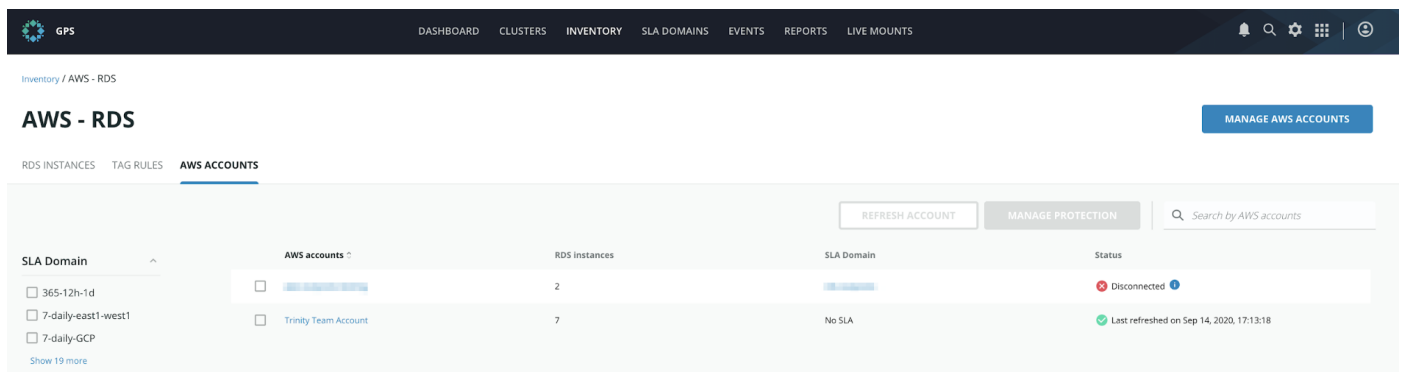 GPS DASHBOARD CLUSTERS INVENTORY SLA DOMAINS EVENTS REPORTS LIVE MOUNTS
Inventory / AWS - RDS
AWS - RDS
MANAGE AWS ACCOUNTS
RDS INSTANCES TAG RULES AWS ACCOUNTS
REFRESH ACCOUNT MANAGE PROTECTION Search by AWS accounts
SLA Domain
365-12h-1d
7-daily-east1-west1
7-daily-GCP
Show 19 more
AWS accounts RDS instances SLA Domain Status
2 Disconnected
Trinity Team Account 7 No SLA Last refreshed on Sep 14, 2020, 17:13:18